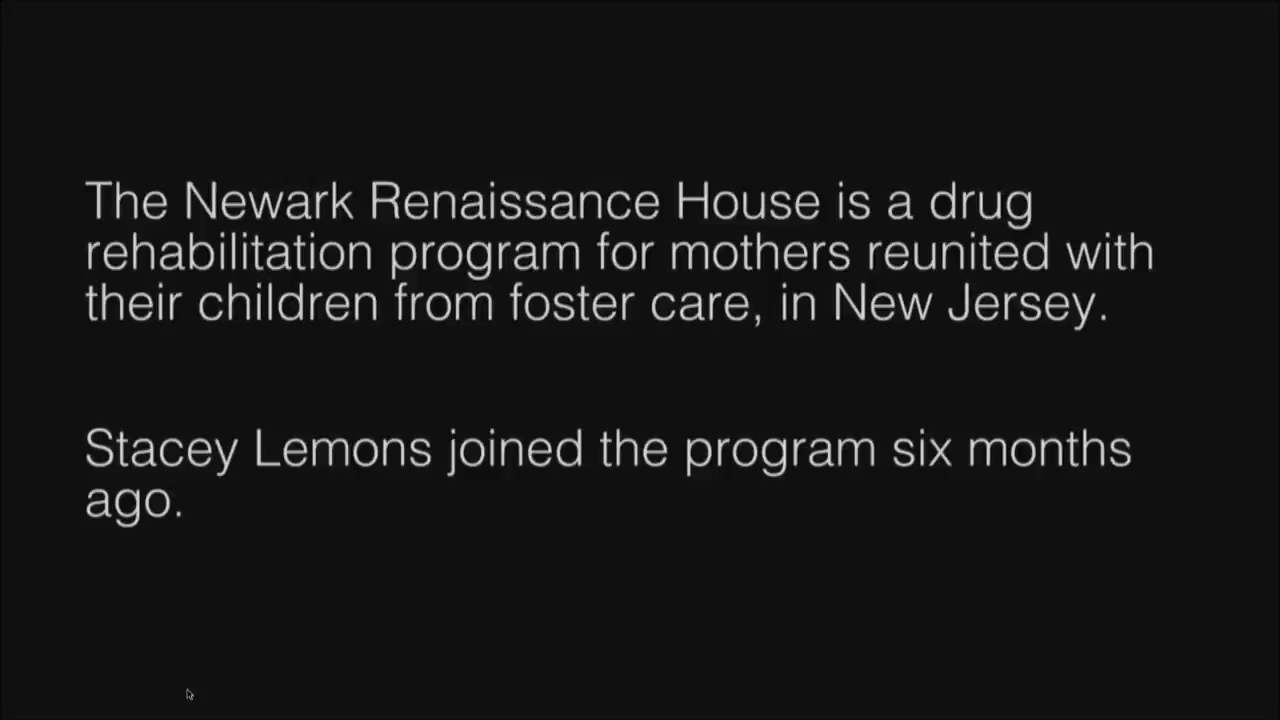 The Newark Renaissance House is a drug
rehabilitation program for mothers reunited with
their children from foster care, in New Jersey.
Stacey Lemons joined the program six months
ago.